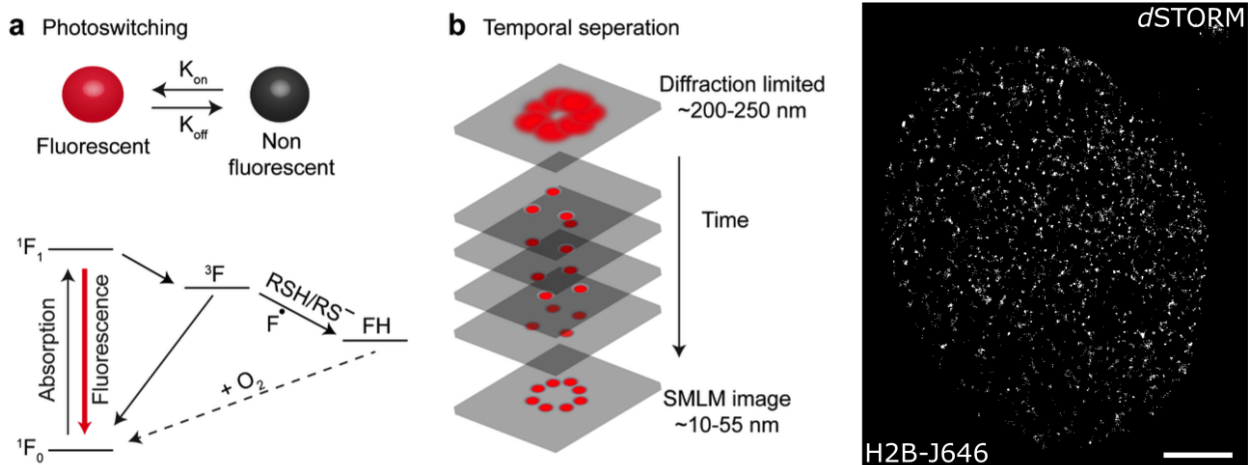 a Photoswitching
K_on
K_off
Fluorescent
Non
fluorescent
¹F₁
³F
RSH/RS⁻
F•
FH
Absorption
Fluorescence
+ O₂
¹F₀
b Temporal seperation
Diffraction limited
~200-250 nm
Time
SMLM image
~10-55 nm
dSTORM
H2B-J646